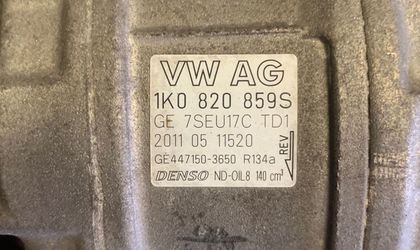 VW AG
1K0 820 859S
GE 7SEU17C TD1
2011 05 11520
GE447150-3650 R134a
DENSO ND-OIL8 140 cm³
REV